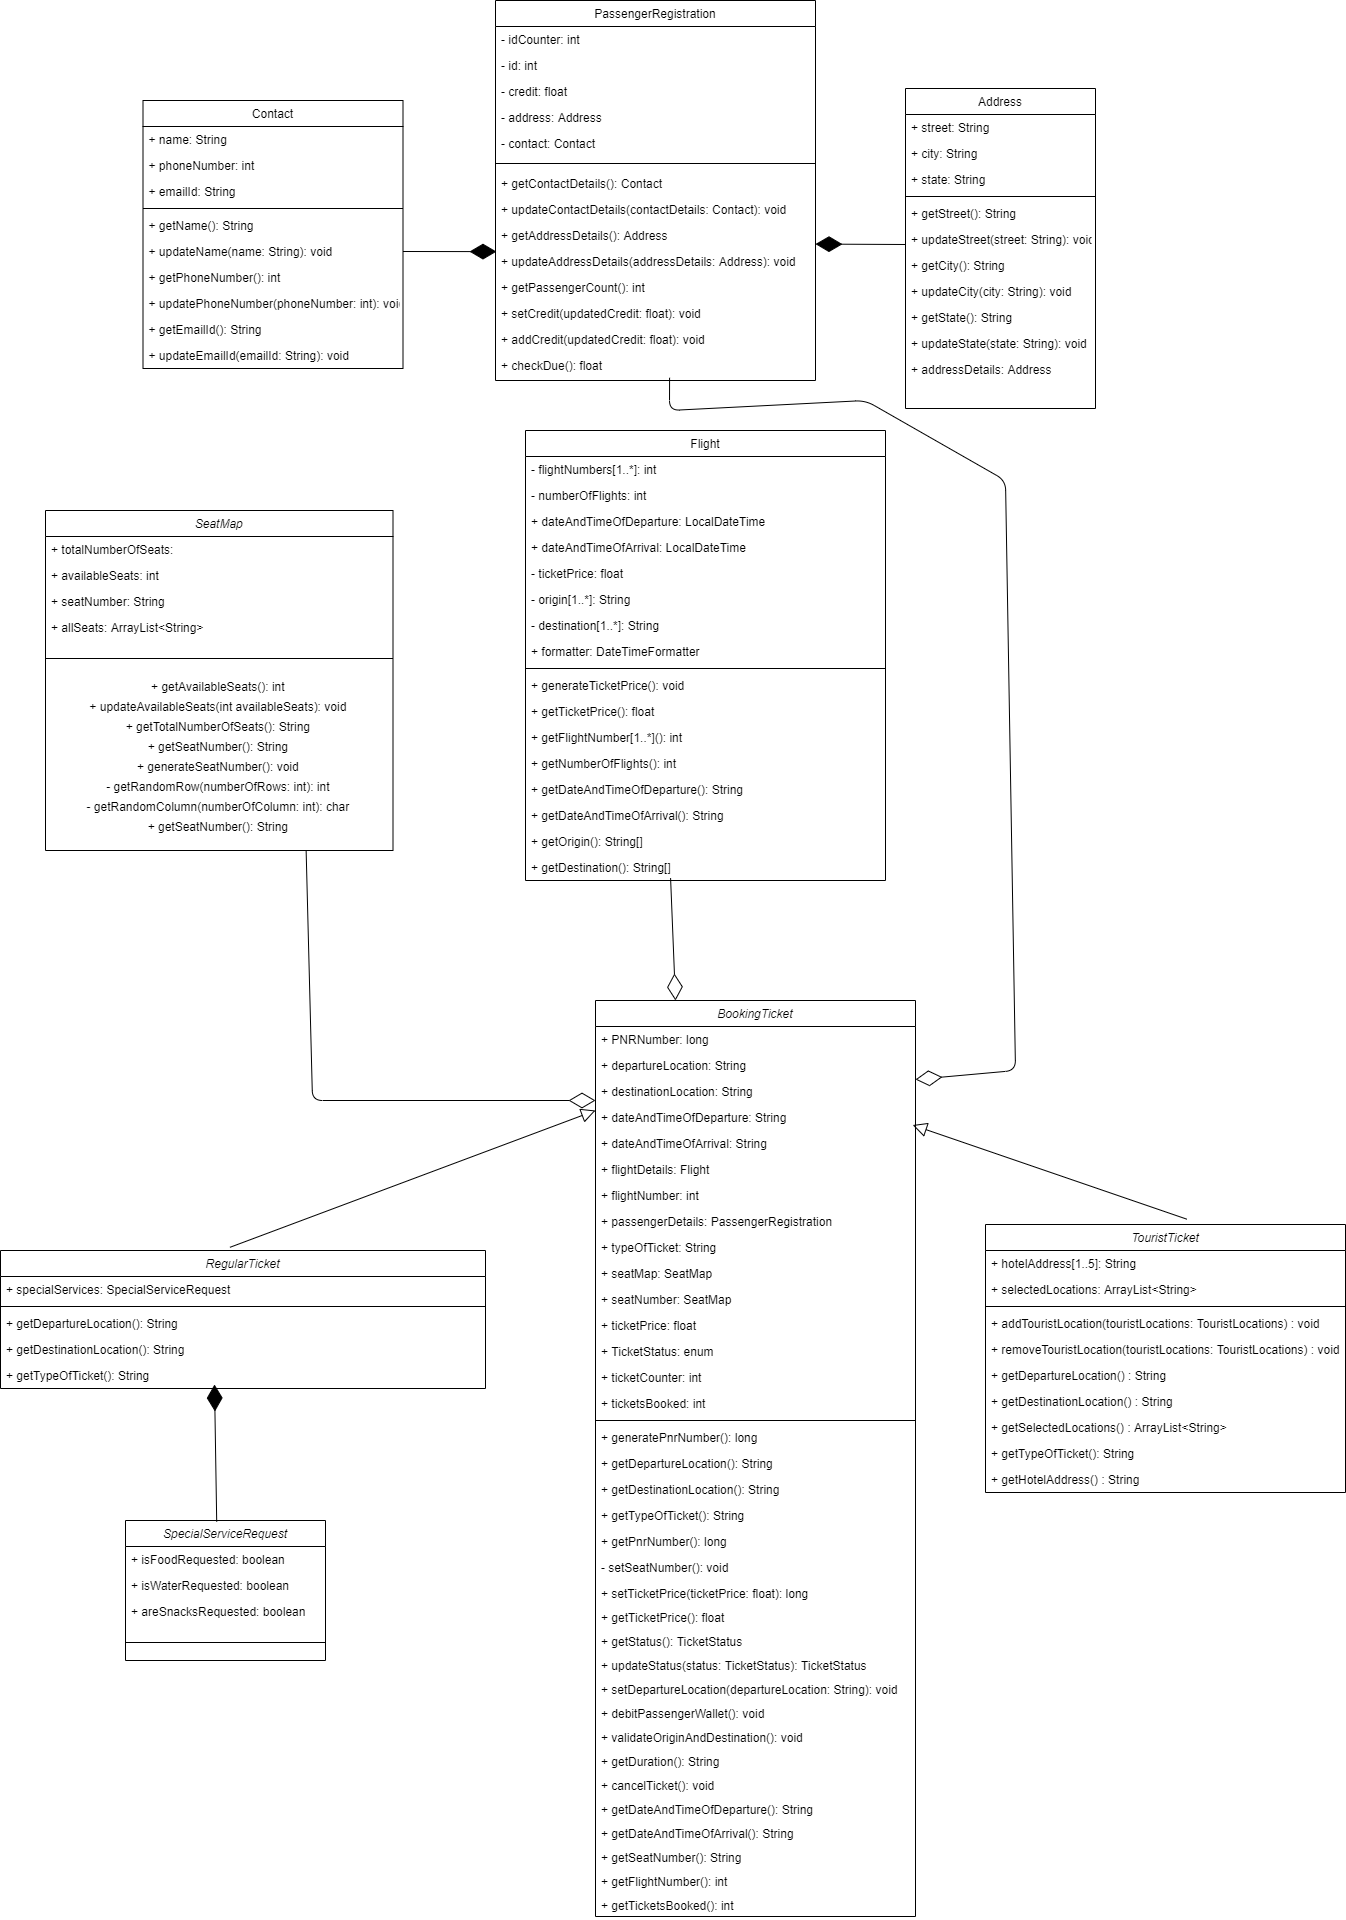 PassengerRegistration
- idCounter: int
- id: int
- credit: float
- address: Address
- contact: Contact
+ getContactDetails(): Contact
+ updateContactDetails(contactDetails: Contact): void
+ getAddressDetails(): Address
+ updateAddressDetails(addressDetails: Address): void
+ getPassengerCount(): int
+ setCredit(updatedCredit: float): void
+ addCredit(updatedCredit: float): void
+ checkDue(): float
Contact
+ name: String
+ phoneNumber: int
+ emailId: String
+ getName(): String
+ updateName(name: String): void
+ getPhoneNumber(): int
+ updatePhoneNumber(phoneNumber: int): voi
+ getEmailId(): String
+ updateEmailId(emailId: String): void
Address
+ street: String
+ city: String
+ state: String
+ getStreet(): String
+ updateStreet(street: String): voic
+ getCity(): String
+ updateCity(city: String): void
+ getState(): String
+ updateState(state: String): void
+ addressDetails: Address
Flight
- flightNumbers[1..*]: int
- numberOfFlights: int
+ dateAndTimeOfDeparture: LocalDateTime
+ dateAndTimeOfArrival: LocalDateTime
- ticketPrice: float
- origin[1..*]: String
- destination[1..*]: String
+ formatter: DateTimeFormatter
+ generateTicketPrice(): void
+ getTicketPrice(): float
+ getFlightNumber[1..*](): int
+ getNumberOfFlights(): int
+ getDateAndTimeOfDeparture(): String
+ getDateAndTimeOfArrival(): String
+ getOrigin(): String[]
+ getDestination(): String[]
SeatMap
+ totalNumberOfSeats:
+ availableSeats: int
+ seatNumber: String
+ allSeats: ArrayList<String>
+ getAvailableSeats(): int
+ updateAvailableSeats(int availableSeats): void
+ getTotalNumberOfSeats(): String
+ getSeatNumber(): String
+ generateSeatNumber(): void
- getRandomRow(numberOfRows: int): int
- getRandomColumn(numberOfColumn: int): char
+ getSeatNumber(): String
BookingTicket
+ PNRNumber: long
+ departureLocation: String
+ destinationLocation: String
+ dateAndTimeOfDeparture: String
+ dateAndTimeOfArrival: String
+ flightDetails: Flight
+ flightNumber: int
+ passengerDetails: PassengerRegistration
+ typeOfTicket: String
+ seatMap: SeatMap
+ seatNumber: SeatMap
+ ticketPrice: float
+ TicketStatus: enum
+ ticketCounter: int
+ ticketsBooked: int
+ generatePnrNumber(): long
+ getDepartureLocation(): String
+ getDestinationLocation(): String
+ getTypeOfTicket(): String
+ getPnrNumber(): long
- setSeatNumber(): void
+ setTicketPrice(ticketPrice: float): long
+ getTicketPrice(): float
+ getStatus(): TicketStatus
+ updateStatus(status: TicketStatus): TicketStatus
+ setDepartureLocation(departureLocation: String): void
+ debitPassengerWallet(): void
+ validateOriginAndDestination(): void
+ getDuration(): String
+ cancelTicket(): void
+ getDateAndTimeOfDeparture(): String
+ getDateAndTimeOfArrival(): String
+ getSeatNumber(): String
+ getFlightNumber(): int
+ getTicketsBooked(): int
RegularTicket
+ specialServices: SpecialServiceRequest
+ getDepartureLocation(): String
+ getDestinationLocation(): String
+ getTypeOfTicket(): String
TouristTicket
+ hotelAddress[1..5]: String
+ selectedLocations: ArrayList<String>
+ addTouristLocation(touristLocations: TouristLocations) : void
+ removeTouristLocation(touristLocations: TouristLocations) : void
+ getDepartureLocation() : String
+ getDestinationLocation() : String
+ getSelectedLocations() : ArrayList<String>
+ getTypeOfTicket(): String
+ getHotelAddress() : String
SpecialServiceRequest
+ isFoodRequested: boolean
+ isWaterRequested: boolean
+ areSnacksRequested: boolean